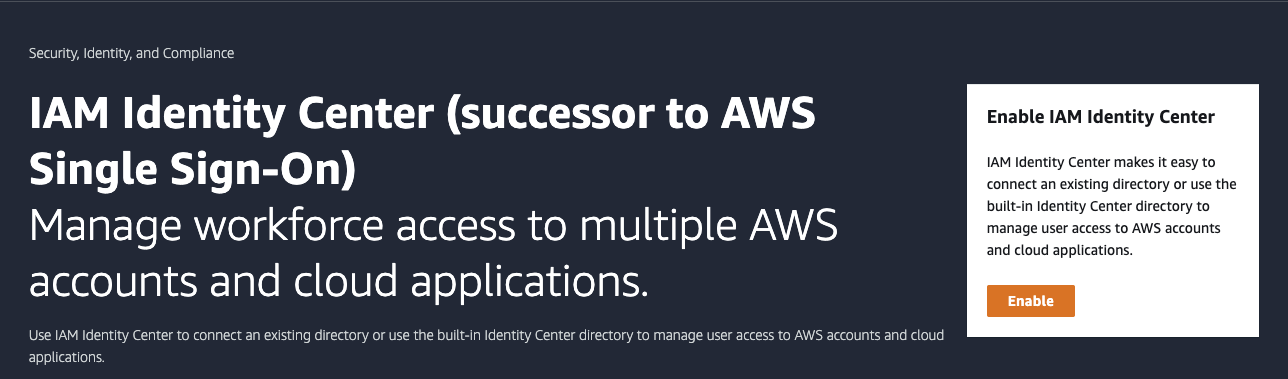 Security, Identity, and Compliance
IAM Identity Center (successor to AWS
Single Sign-On)
Manage workforce access to multiple AWS
accounts and cloud applications.
Use IAM Identity Center to connect an existing directory or use the built-in Identity Center directory to manage user access to AWS accounts and cloud
applications.
Enable IAM Identity Center
IAM Identity Center makes it easy to
connect an existing directory or use the
built-in Identity Center directory to
manage user access to AWS accounts
and cloud applications.
Enable